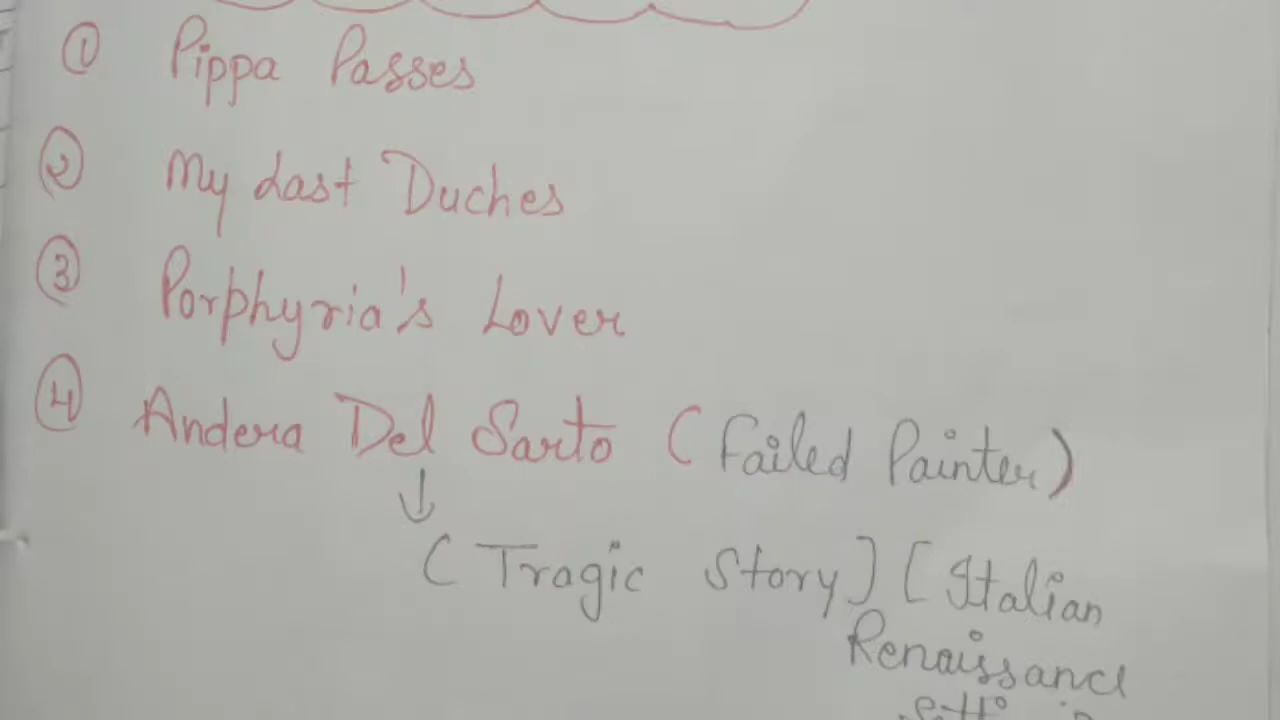 ① Pippa Passes
② My Last Duches
③ Porphyria's Lover
④ Andera Del Sarto (Failed Painter)
↓
(Tragic Story) [Italian
Renaissance